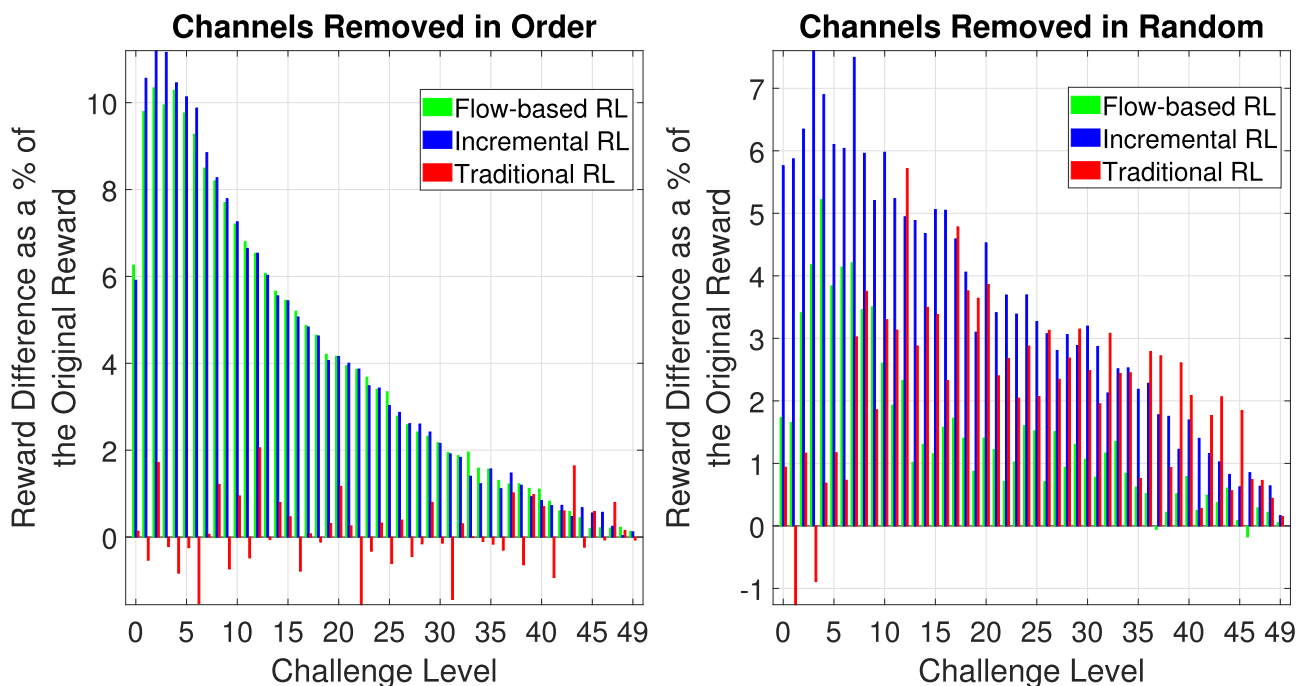 Channels Removed in Order
Reward Difference as a % of
the Original Reward
10
8
6
4
2
0
Flow-based RL
Incremental RL
Traditional RL
0 5 10 15 20 25 30 35 40 45 49
Challenge Level
Channels Removed in Random
Reward Difference as a % of
the Original Reward
7
6
5
4
3
2
1
0
-1
Flow-based RL
Incremental RL
Traditional RL
0 5 10 15 20 25 30 35 40 45 49
Challenge Level